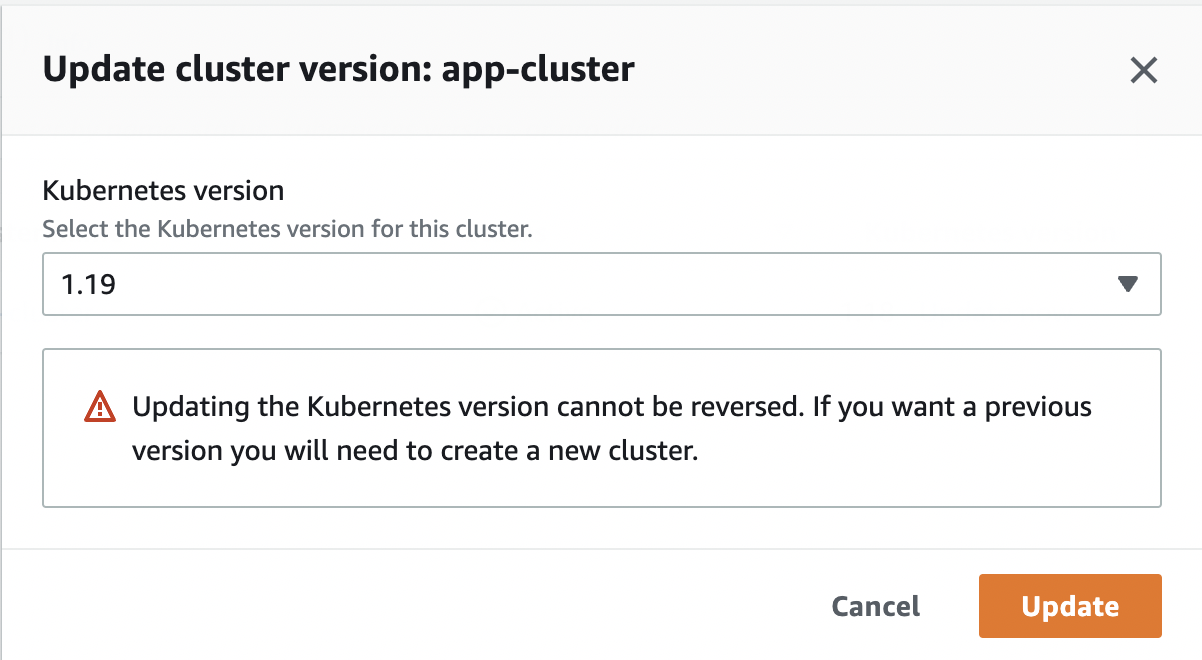 Update cluster version: app-cluster
Kubernetes version
Select the Kubernetes version for this cluster.
1.19
Updating the Kubernetes version cannot be reversed. If you want a previous
version you will need to create a new cluster.
Cancel
Update